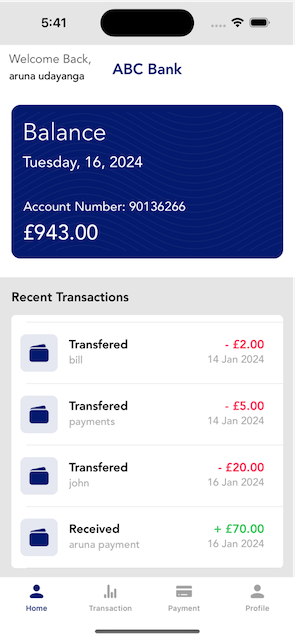 5:41
Welcome Back,
aruna udayanga
ABC Bank
Balance
Tuesday, 16, 2024
Account Number: 90136266
£943.00
Recent Transactions
Transfered - £2.00
bill 14 Jan 2024
Transfered - £5.00
payments 14 Jan 2024
Transfered - £20.00
john 16 Jan 2024
Received + £70.00
aruna payment 16 Jan 2024
Home Transaction Payment Profile